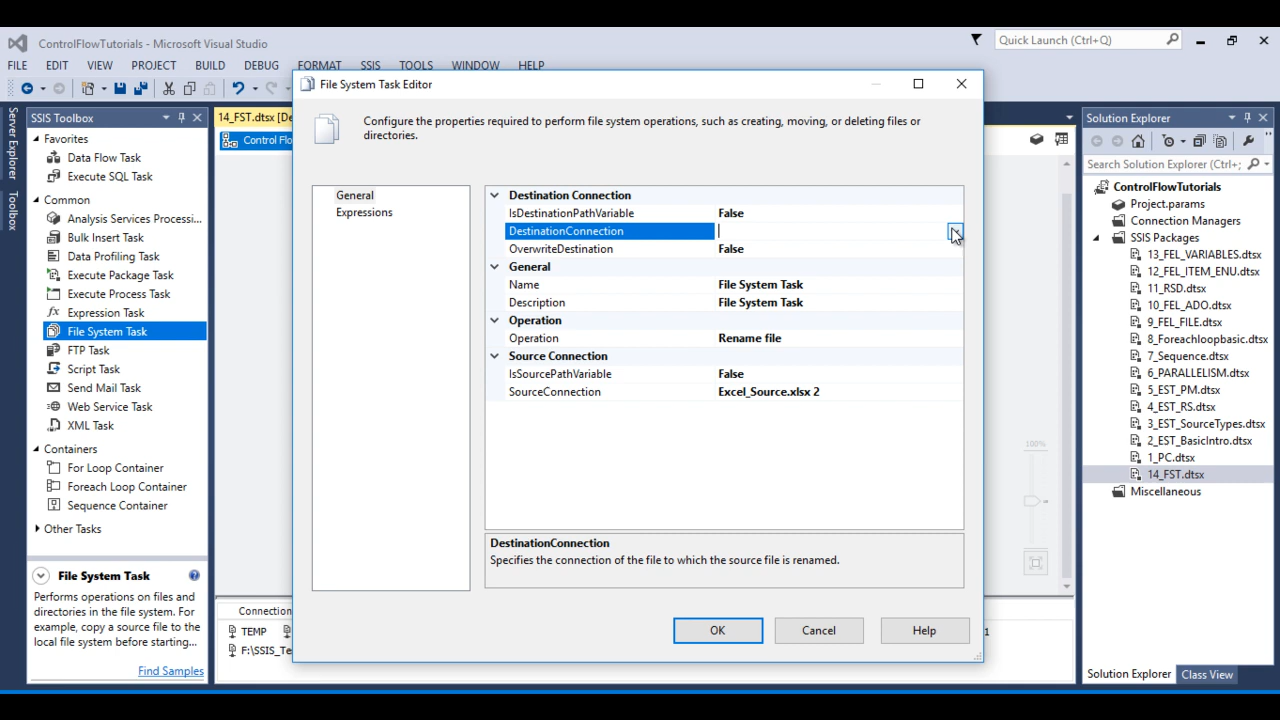 ControlFlowTutorials - Microsoft Visual Studio
Quick Launch (Ctrl+Q)
FILE EDIT VIEW PROJECT BUILD DEBUG FORMAT SSIS TOOLS WINDOW HELP
Server Explorer
Toolbox
SSIS Toolbox
Favorites
Data Flow Task
Execute SQL Task
Common
Analysis Services Processi...
Bulk Insert Task
Data Profiling Task
Execute Package Task
Execute Process Task
Expression Task
File System Task
FTP Task
Script Task
Send Mail Task
Web Service Task
XML Task
Containers
For Loop Container
Foreach Loop Container
Sequence Container
Other Tasks
File System Task
Performs operations on files and
directories in the file system. For
example, copy a source file to the
local file system before starting...
Find Samples
14_FST.dtsx [De
Control Flo
Connection
TEMP
F:\SSIS_Te
100%
1
File System Task Editor
Configure the properties required to perform file system operations, such as creating, moving, or deleting files or
directories.
General
Expressions
Destination Connection
IsDestinationPathVariable False
DestinationConnection
OverwriteDestination False
General
Name File System Task
Description File System Task
Operation
Operation Rename file
Source Connection
IsSourcePathVariable False
SourceConnection Excel_Source.xlsx 2
DestinationConnection
Specifies the connection of the file to which the source file is renamed.
OK Cancel Help
Solution Explorer
Search Solution Explorer (Ctrl+;
ControlFlowTutorials
Project.params
Connection Managers
SSIS Packages
13_FEL_VARIABLES.dtsx
12_FEL_ITEM_ENU.dtsx
11_RSD.dtsx
10_FEL_ADO.dtsx
9_FEL_FILE.dtsx
8_Foreachloopbasic.dtsx
7_Sequence.dtsx
6_PARALLELISM.dtsx
5_EST_PM.dtsx
4_EST_RS.dtsx
3_EST_SourceTypes.dtsx
2_EST_BasicIntro.dtsx
1_PC.dtsx
14_FST.dtsx
Miscellaneous
Solution Explorer Class View